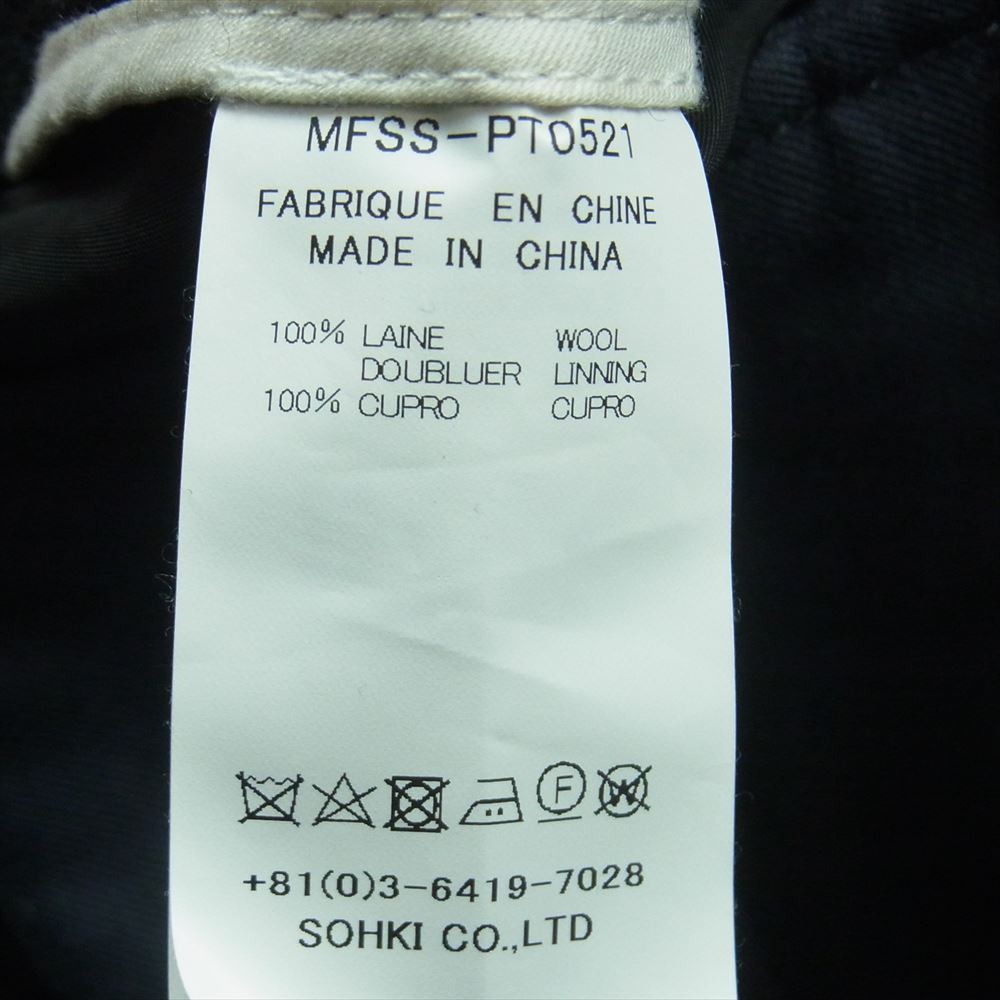 MFSS-PT0521
FABRIQUE EN CHINE
MADE IN CHINA
100% LAINE WOOL
DOUBLUER LINNING
100% CUPRO CUPRO
F W
+81(0)3-6419-7028
SOHKI CO.,LTD